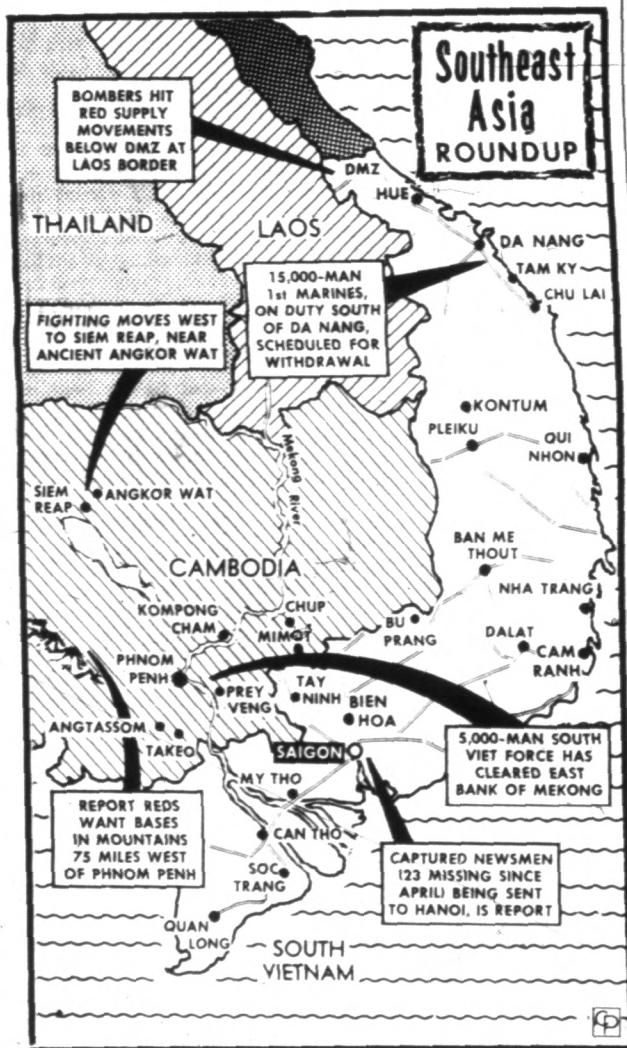 Southeast
Asia
ROUNDUP
BOMBERS HIT
RED SUPPLY
MOVEMENTS
BELOW DMZ AT
LAOS BORDER
DMZ
HUE
THAILAND
LAOS
DA NANG
TAM KY
CHU LAI
15,000-MAN
1st MARINES,
ON DUTY SOUTH
OF DA NANG,
SCHEDULED FOR
WITHDRAWAL
FIGHTING MOVES WEST
TO SIEM REAP, NEAR
ANCIENT ANGKOR WAT
KONTUM
PLEIKU
QUI
NHON
Mekong River
SIEM
REAP
ANGKOR WAT
BAN ME
THOUT
CAMBODIA
NHA TRANG
KOMPONG
CHAM
CHUP
MIMOT
BU
PRANG
DALAT
CAM
RANH
PHNOM
PENH
PREY
VENG
TAY
NINH
BIEN
HOA
ANGTASSOM
TAKEO
SAIGON
5,000-MAN SOUTH
VIET FORCE HAS
CLEARED EAST
BANK OF MEKONG
MY THO
REPORT REDS
WANT BASES
IN MOUNTAINS
75 MILES WEST
OF PHNOM PENH
CAN THO
CAPTURED NEWSMEN
(23 MISSING SINCE
APRIL) BEING SENT
TO HANOI, IS REPORT
SOC
TRANG
QUAN
LONG
SOUTH
VIETNAM
CP